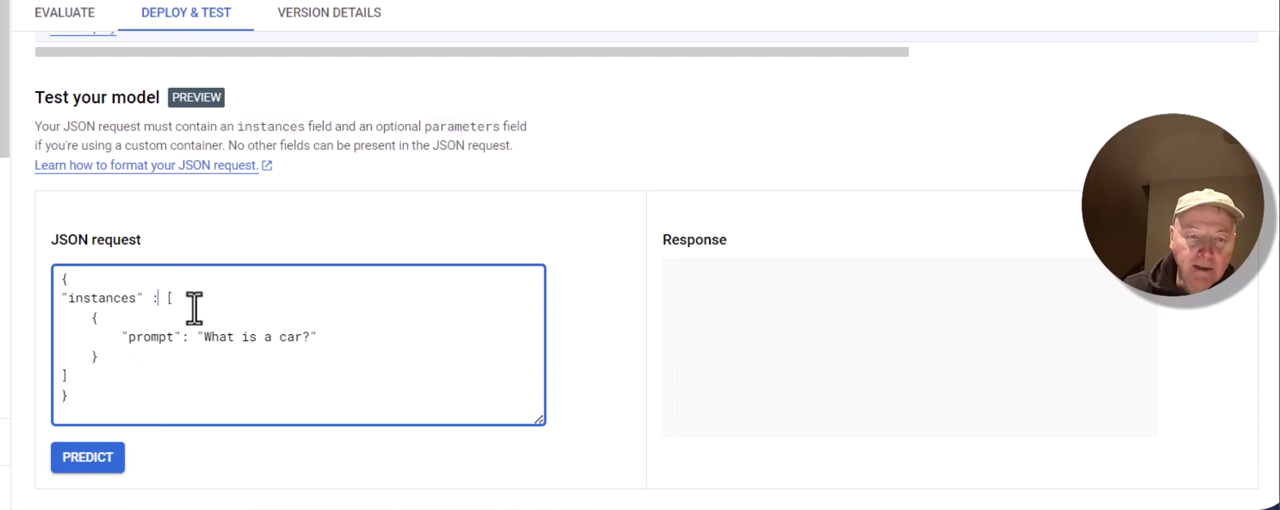 EVALUATE DEPLOY & TEST VERSION DETAILS
Test your model PREVIEW
Your JSON request must contain an instances field and an optional parameters field
if you're using a custom container. No other fields can be present in the JSON request.
Learn how to format your JSON request.
JSON request
{
"instances" : [
{
"prompt": "What is a car?"
}
]
}
PREDICT
Response